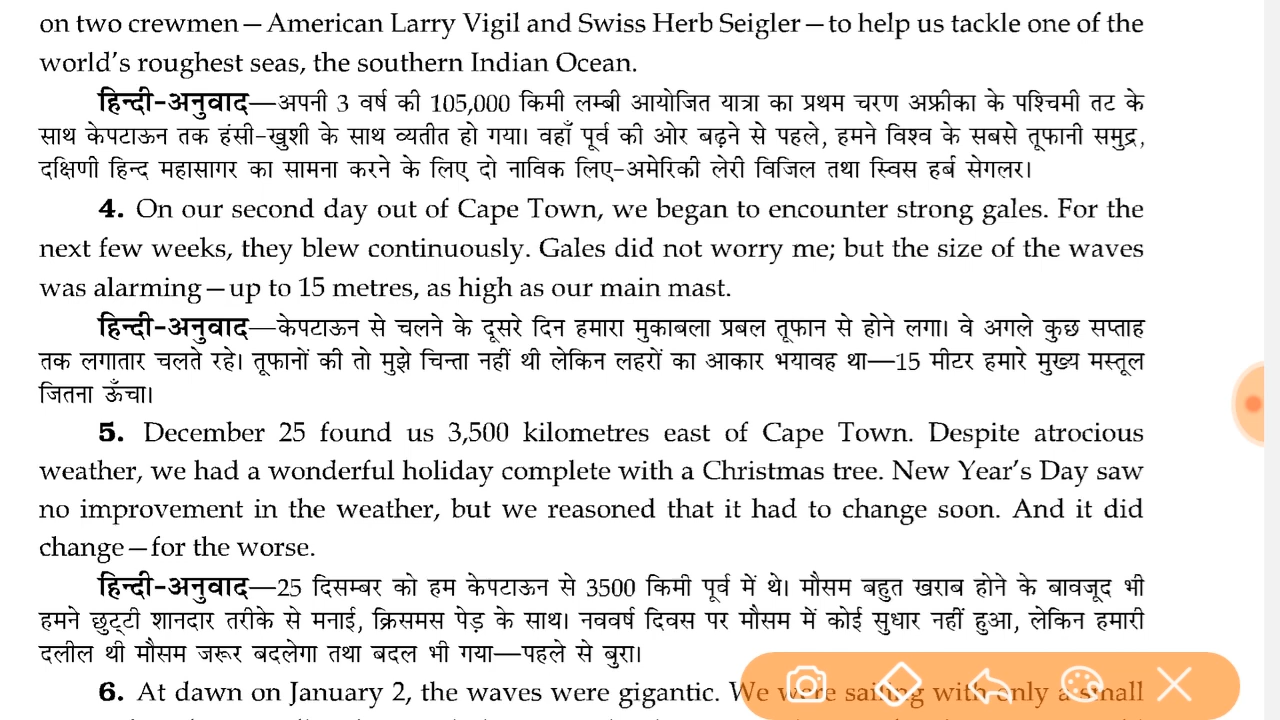 on two crewmen—American Larry Vigil and Swiss Herb Seigler—to help us tackle one of the
world's roughest seas, the southern Indian Ocean.
हिन्दी-अनुवाद—अपनी 3 वर्ष की 105,000 किमी लम्बी आयोजित यात्रा का प्रथम चरण अफ्रीका के पश्चिमी तट के
साथ केपटाऊन तक हंसी-खुशी के साथ व्यतीत हो गया। वहाँ पूर्व की ओर बढ़ने से पहले, हमने विश्व के सबसे तूफानी समुद्र,
दक्षिणी हिन्द महासागर का सामना करने के लिए दो नाविक लिए-अमेरिकी लेरी विजिल तथा स्विस हर्ब सेगलर।
4. On our second day out of Cape Town, we began to encounter strong gales. For the
next few weeks, they blew continuously. Gales did not worry me; but the size of the waves
was alarming—up to 15 metres, as high as our main mast.
हिन्दी-अनुवाद—केपटाऊन से चलने के दूसरे दिन हमारा मुकाबला प्रबल तूफान से होने लगा। वे अगले कुछ सप्ताह
तक लगातार चलते रहे। तूफानों की तो मुझे चिन्ता नहीं थी लेकिन लहरों का आकार भयावह था—15 मीटर हमारे मुख्य मस्तूल
जितना ऊँचा।
5. December 25 found us 3,500 kilometres east of Cape Town. Despite atrocious
weather, we had a wonderful holiday complete with a Christmas tree. New Year's Day saw
no improvement in the weather, but we reasoned that it had to change soon. And it did
change—for the worse.
हिन्दी-अनुवाद—25 दिसम्बर को हम केपटाऊन से 3500 किमी पूर्व में थे। मौसम बहुत खराब होने के बावजूद भी
हमने छुट्टी शानदार तरीके से मनाई, क्रिसमस पेड़ के साथ। नववर्ष दिवस पर मौसम में कोई सुधार नहीं हुआ, लेकिन हमारी
दलील थी मौसम जरूर बदलेगा तथा बदल भी गया—पहले से बुरा।
6. At dawn on January 2, the waves were gigantic. We were sailing with only a small